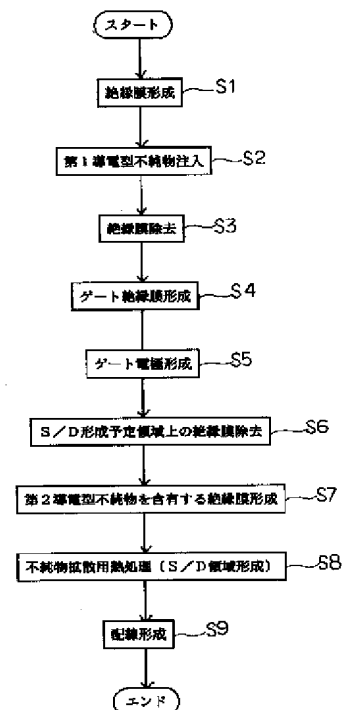 スタート
絶縁膜形成 S1
第1導電型不純物注入 S2
絶縁膜除去 S3
ゲート絶縁膜形成 S4
ゲート電極形成 S5
S/D形成予定領域上の絶縁膜除去 S6
第2導電型不純物を含有する絶縁膜形成 S7
不純物拡散用熱処理(S/D領域形成) S8
配線形成 S9
エンド